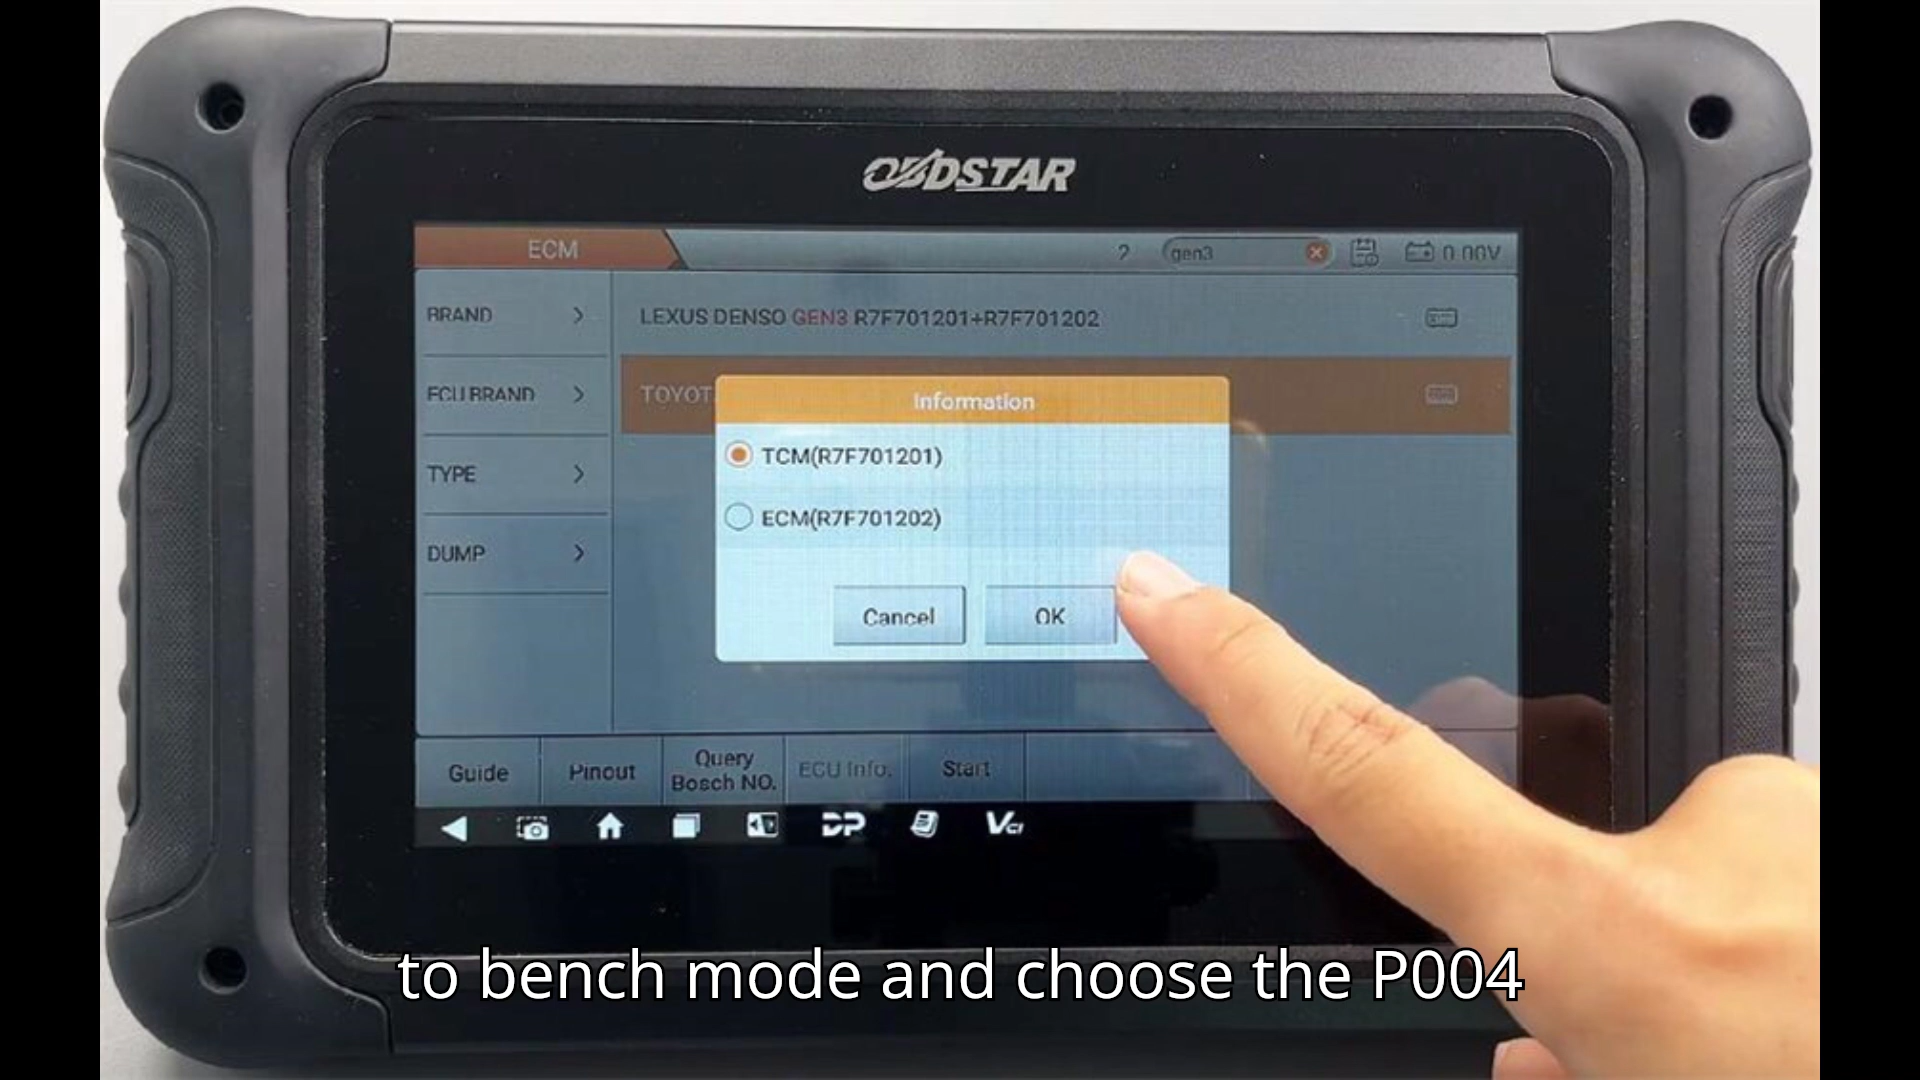 OBDSTAR
ECM
?
gen3
0.00V
BRAND
LEXUS DENSO GEN3 R7F701201+R7F701202
ECU BRAND
TOYOT
TYPE
DUMP
Information
TCM(R7F701201)
ECM(R7F701202)
Cancel
OK
Guide
Pinout
Query
Bosch NO.
ECU Info.
Start
DP
VCI
to bench mode and choose the P004